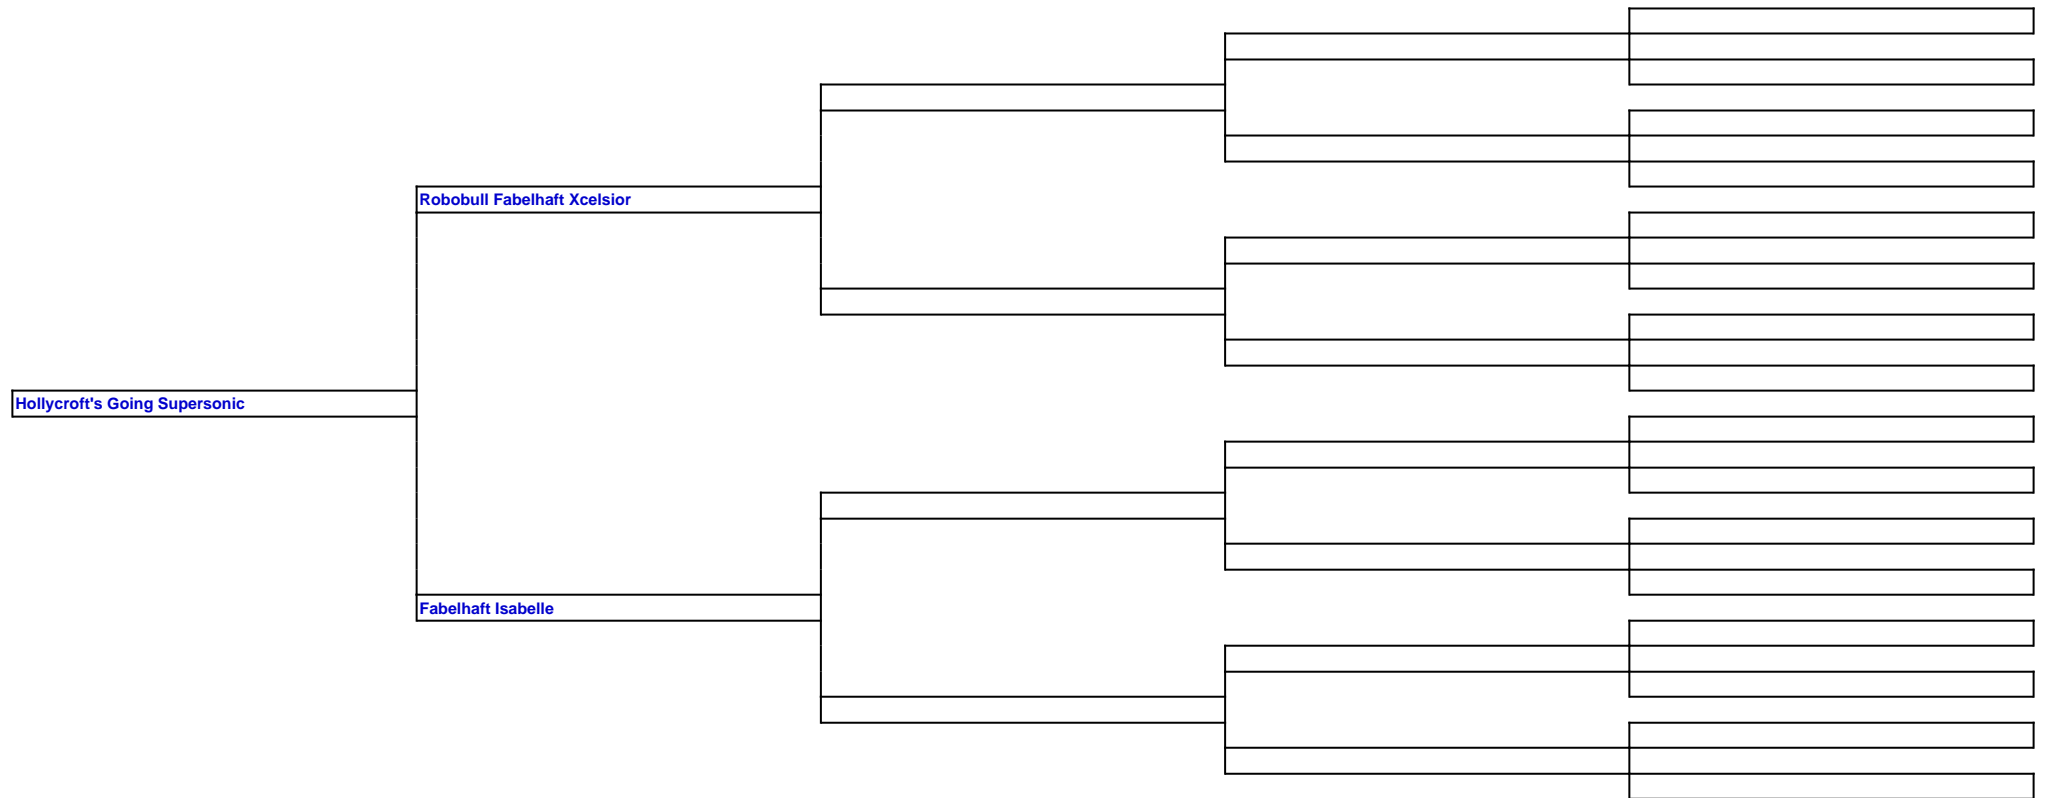 Robobull Fabelhaft Xcelsior
Hollycroft's Going Supersonic
Fabelhaft Isabelle